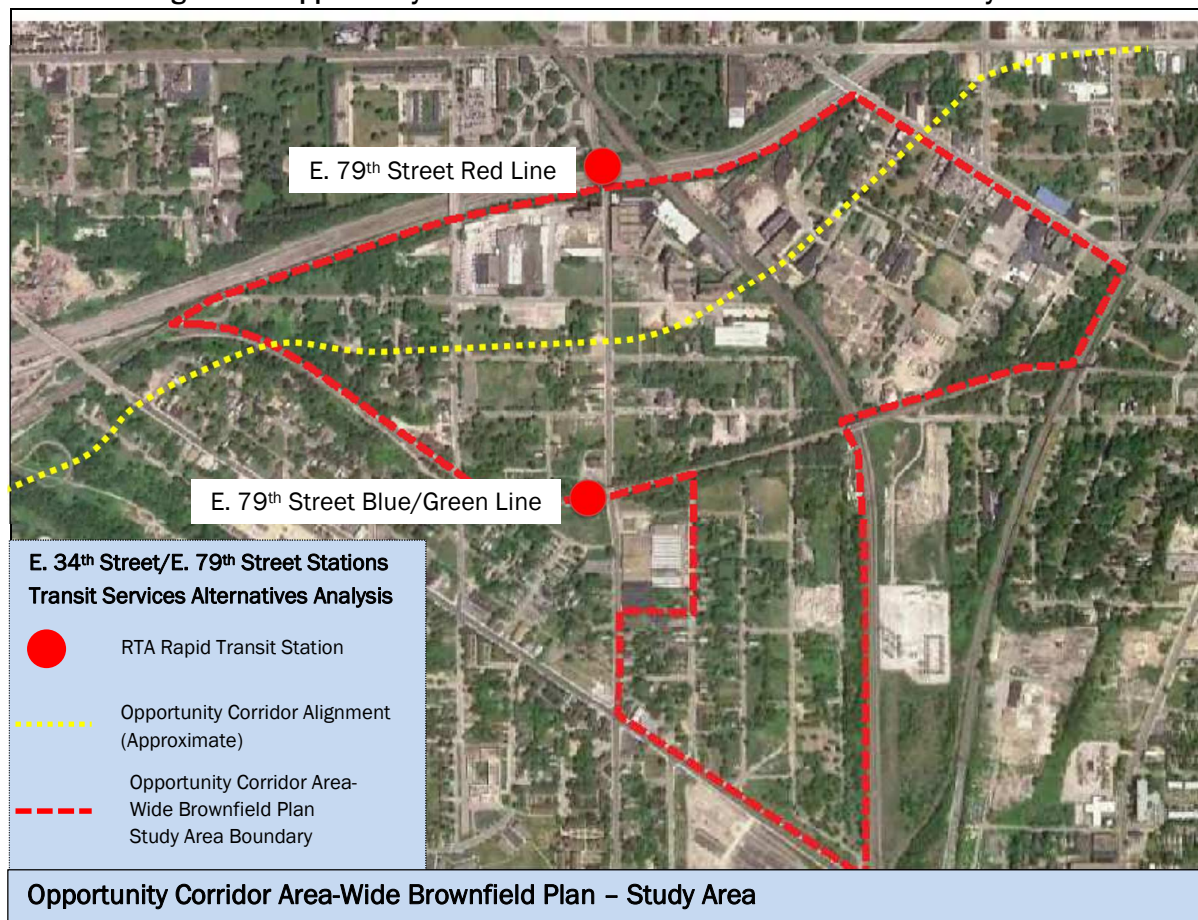 E. 79th Street Red Line
E. 79th Street Blue/Green Line
E. 34th Street/E. 79th Street Stations
Transit Services Alternatives Analysis
RTA Rapid Transit Station
Opportunity Corridor Alignment
(Approximate)
Opportunity Corridor Area-
Wide Brownfield Plan
Study Area Boundary
Opportunity Corridor Area-Wide Brownfield Plan – Study Area